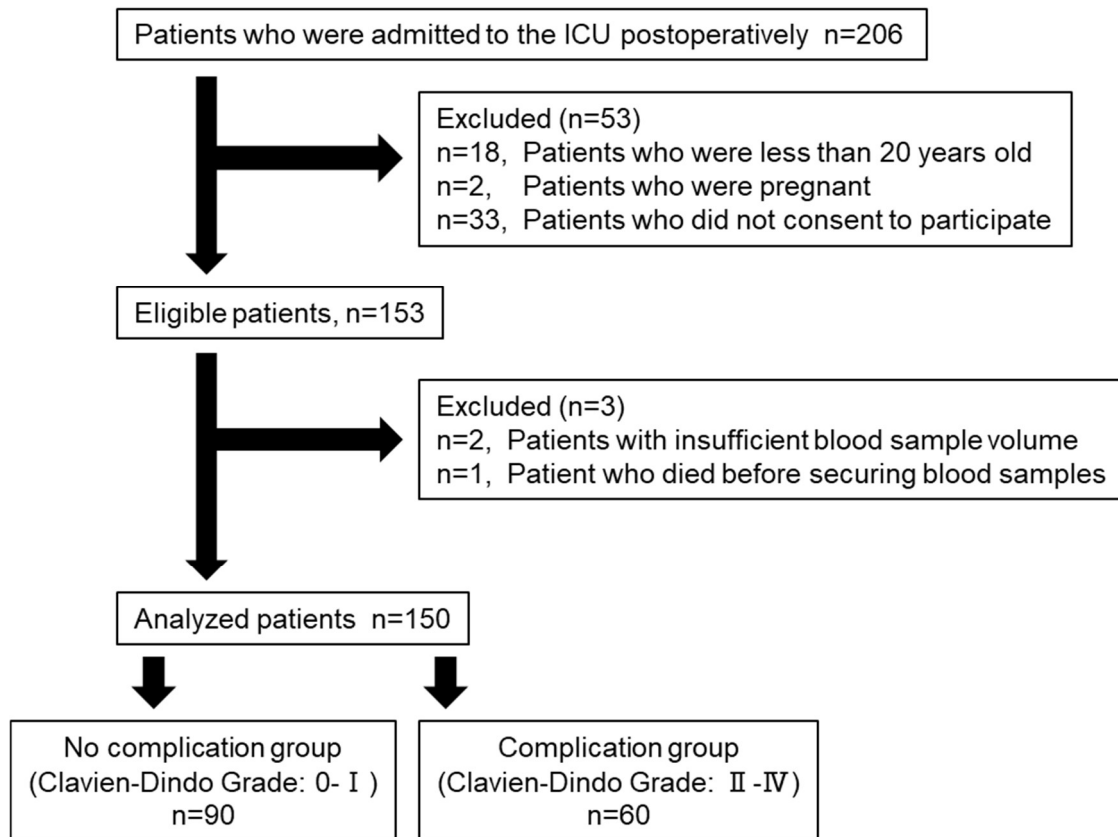 Patients who were admitted to the ICU postoperatively n=206
Excluded (n=53)
n=18, Patients who were less than 20 years old
n=2, Patients who were pregnant
n=33, Patients who did not consent to participate
Eligible patients, n=153
Excluded (n=3)
n=2, Patients with insufficient blood sample volume
n=1, Patient who died before securing blood samples
Analyzed patients n=150
No complication group
(Clavien-Dindo Grade: 0- Ⅰ )
n=90
Complication group
(Clavien-Dindo Grade: Ⅱ -Ⅳ)
n=60